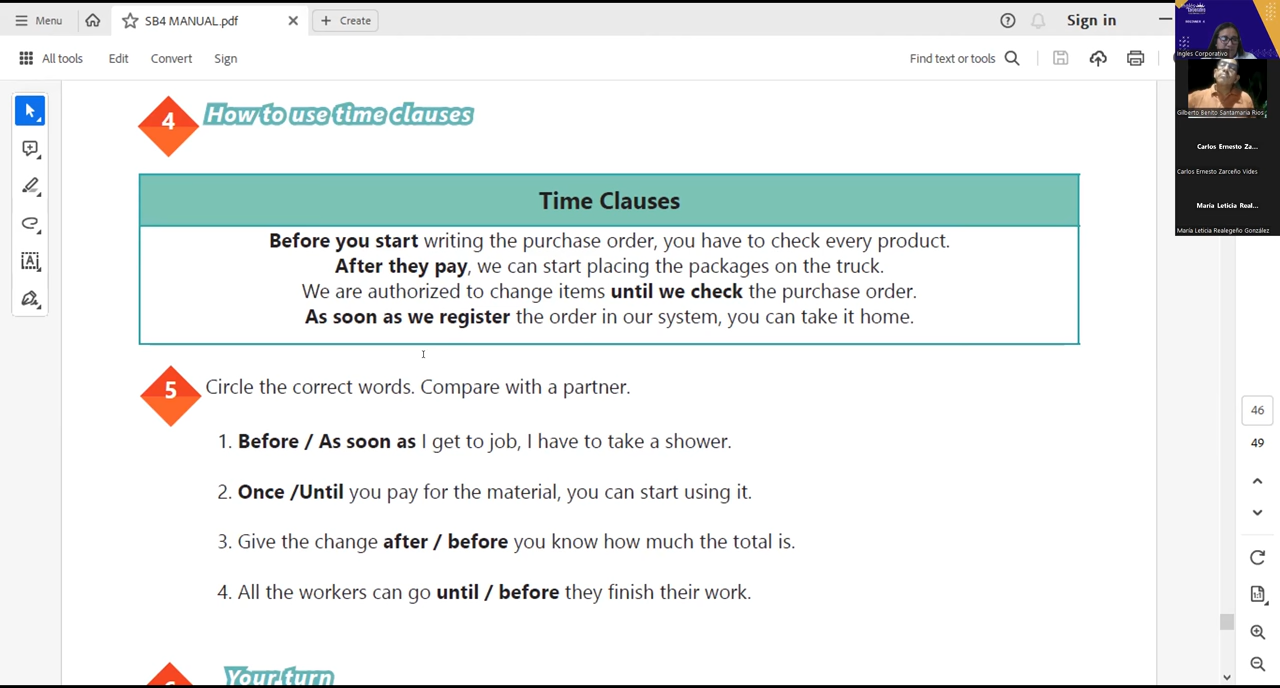 Menu
SB4 MANUAL.pdf
+ Create
Sign in
All tools
Edit
Convert
Sign
Find text or tools
4 How to use time clauses
Time Clauses
Before you start writing the purchase order, you have to check every product.
After they pay, we can start placing the packages on the truck.
We are authorized to change items until we check the purchase order.
As soon as we register the order in our system, you can take it home.
5 Circle the correct words. Compare with a partner.
1. Before / As soon as I get to job, I have to take a shower.
2. Once /Until you pay for the material, you can start using it.
3. Give the change after / before you know how much the total is.
4. All the workers can go until / before they finish their work.
Your turn
46
49
Ingles Corporativo
Gilberto Benito Santamaria Rios
Carlos Ernesto Za...
Carlos Ernesto Zarceño Vides
María Leticia Real...
María Leticia Realegeño González